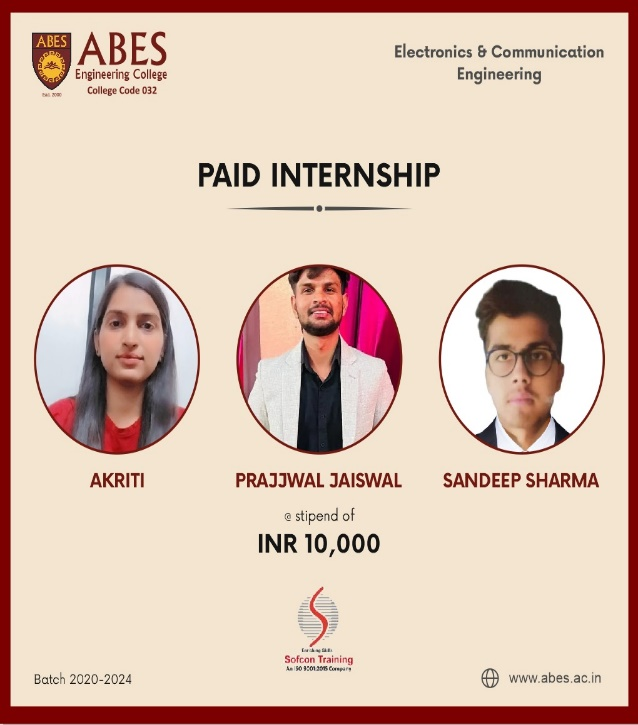 ABES
ABES
Engineering College
College Code 032
Estd. 2000
Electronics & Communication
Engineering
PAID INTERNSHIP
AKRITI
PRAJJWAL JAISWAL
SANDEEP SHARMA
@ stipend of
INR 10,000
Enriching Skills
Sofcon Training
An ISO 9001:2015 Company
Batch 2020-2024
www.abes.ac.in